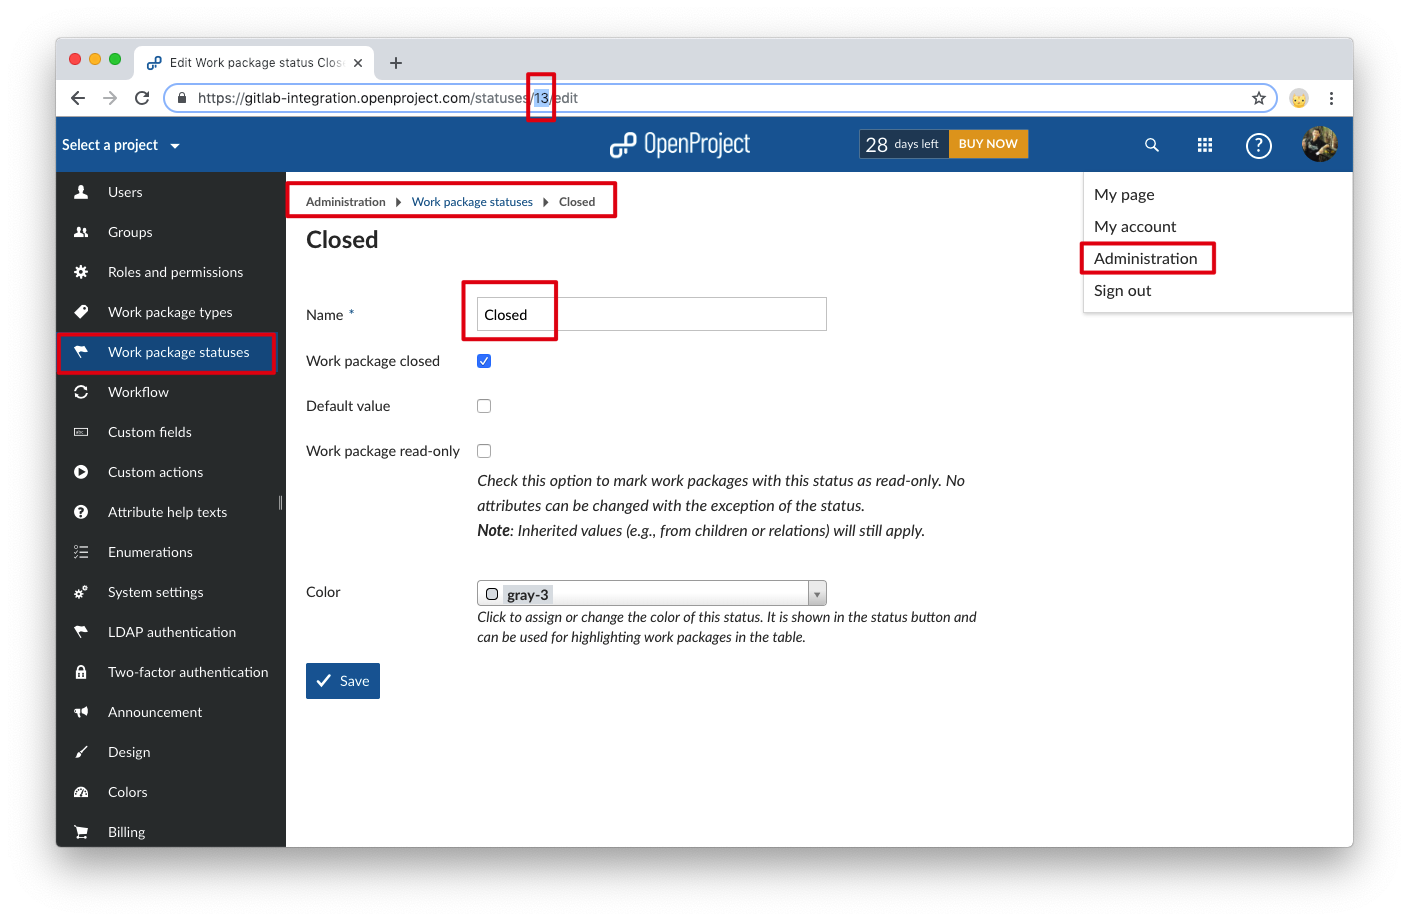 Edit Work package status Clos
https://gitlab-integration.openproject.com/statuses/13/edit
Select a project
OpenProject
28 days left
BUY NOW
My page
My account
Administration
Sign out
Users
Groups
Roles and permissions
Work package types
Work package statuses
Workflow
Custom fields
Custom actions
Attribute help texts
Enumerations
System settings
LDAP authentication
Two-factor authentication
Announcement
Design
Colors
Billing
Administration Work package statuses Closed
Closed
Name * Closed
Work package closed
Default value
Work package read-only
Check this option to mark work packages with this status as read-only. No
attributes can be changed with the exception of the status.
Note: Inherited values (e.g., from children or relations) will still apply.
Color gray-3
Click to assign or change the color of this status. It is shown in the status button and
can be used for highlighting work packages in the table.
Save